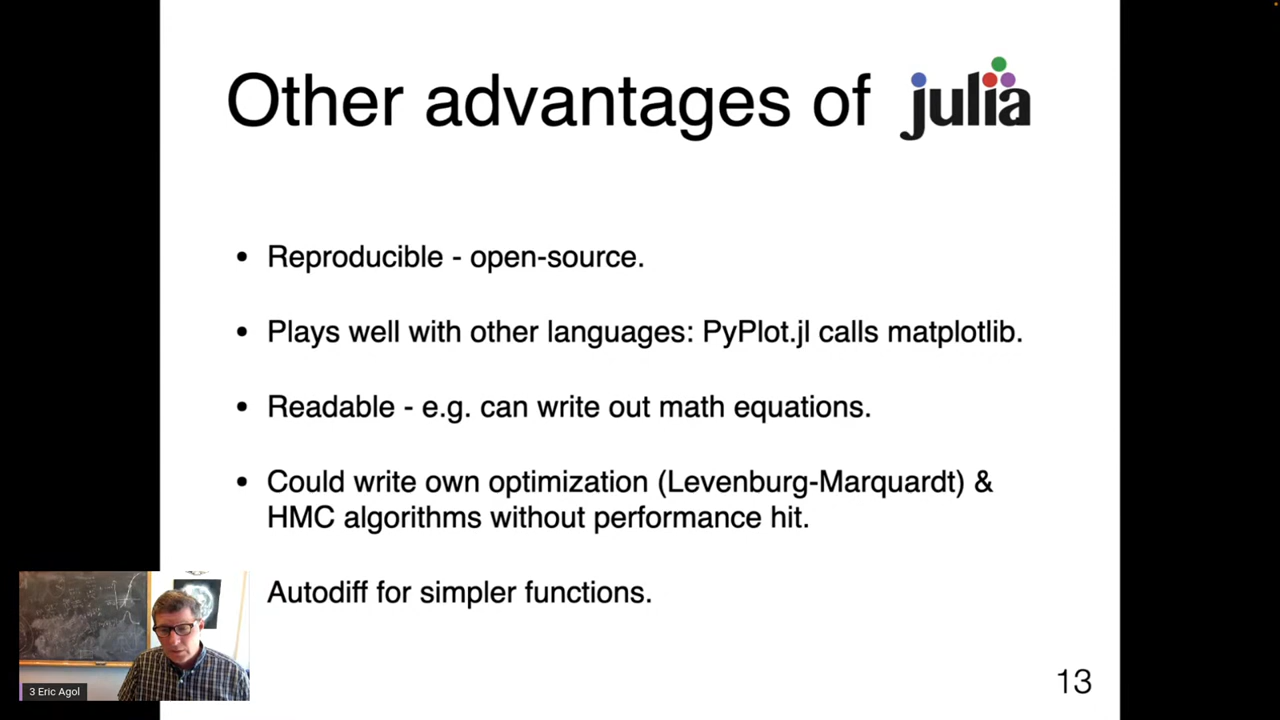 Other advantages of julia
• Reproducible - open-source.
• Plays well with other languages: PyPlot.jl calls matplotlib.
• Readable - e.g. can write out math equations.
• Could write own optimization (Levenburg-Marquardt) &
HMC algorithms without performance hit.
Autodiff for simpler functions.
3 Eric Agol
13